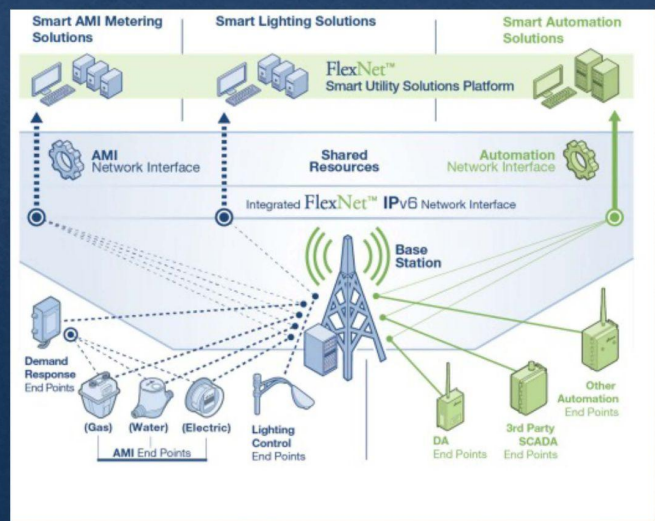 Smart AMI Metering
Solutions
Smart Lighting Solutions
Smart Automation
Solutions
FlexNet™
Smart Utility Solutions Platform
AMI
Network Interface
Shared
Resources
Automation
Network Interface
Integrated FlexNet™ IPv6 Network Interface
Base
Station
Demand
Response
End Points
(Gas)
(Water)
(Electric)
AMI End Points
Lighting
Control
End Points
DA
End Points
3rd Party
SCADA
End Points
Other
Automation
End Points